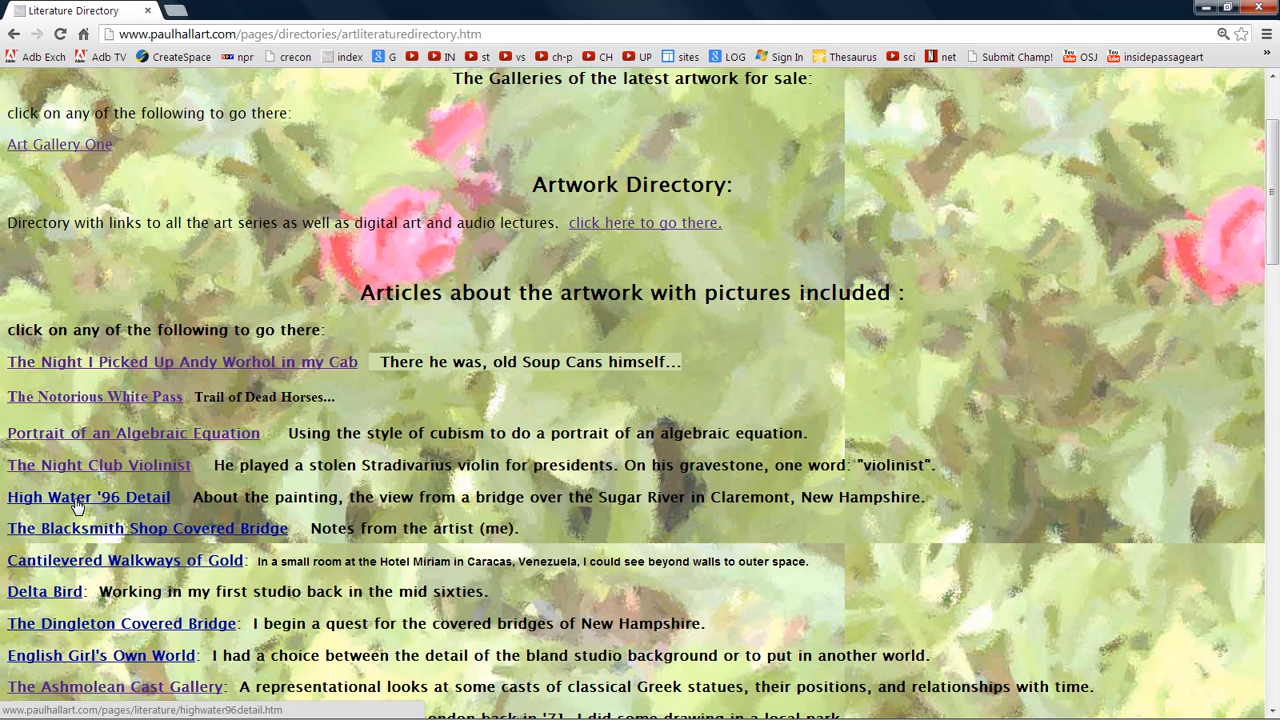 Literature Directory
www.paulhallart.com/pages/directories/artliteraturedirectory.htm
Adb Exch Adb TV CreateSpace npr crecon index G IN st vs ch-p CH UP sites LOG Sign In Thesaurus sci net Submit Champ! OSJ insidepassageart
The Galleries of the latest artwork for sale:
click on any of the following to go there:
Art Gallery One
Artwork Directory:
Directory with links to all the art series as well as digital art and audio lectures. click here to go there.
Articles about the artwork with pictures included :
click on any of the following to go there:
The Night I Picked Up Andy Worhol in my Cab There he was, old Soup Cans himself...
The Notorious White Pass Trail of Dead Horses...
Portrait of an Algebraic Equation Using the style of cubism to do a portrait of an algebraic equation.
The Night Club Violinist He played a stolen Stradivarius violin for presidents. On his gravestone, one word: "violinist".
High Water '96 Detail About the painting, the view from a bridge over the Sugar River in Claremont, New Hampshire.
The Blacksmith Shop Covered Bridge Notes from the artist (me).
Cantilevered Walkways of Gold: In a small room at the Hotel Miriam in Caracas, Venezuela, I could see beyond walls to outer space.
Delta Bird: Working in my first studio back in the mid sixties.
The Dingleton Covered Bridge: I begin a quest for the covered bridges of New Hampshire.
English Girl's Own World: I had a choice between the detail of the bland studio background or to put in another world.
The Ashmolean Cast Gallery: A representational looks at some casts of classical Greek statues, their positions, and relationships with time.
ondon back in '71. I did some drawing in a local park
www.paulhallart.com/pages/literature/highwater96detail.htm